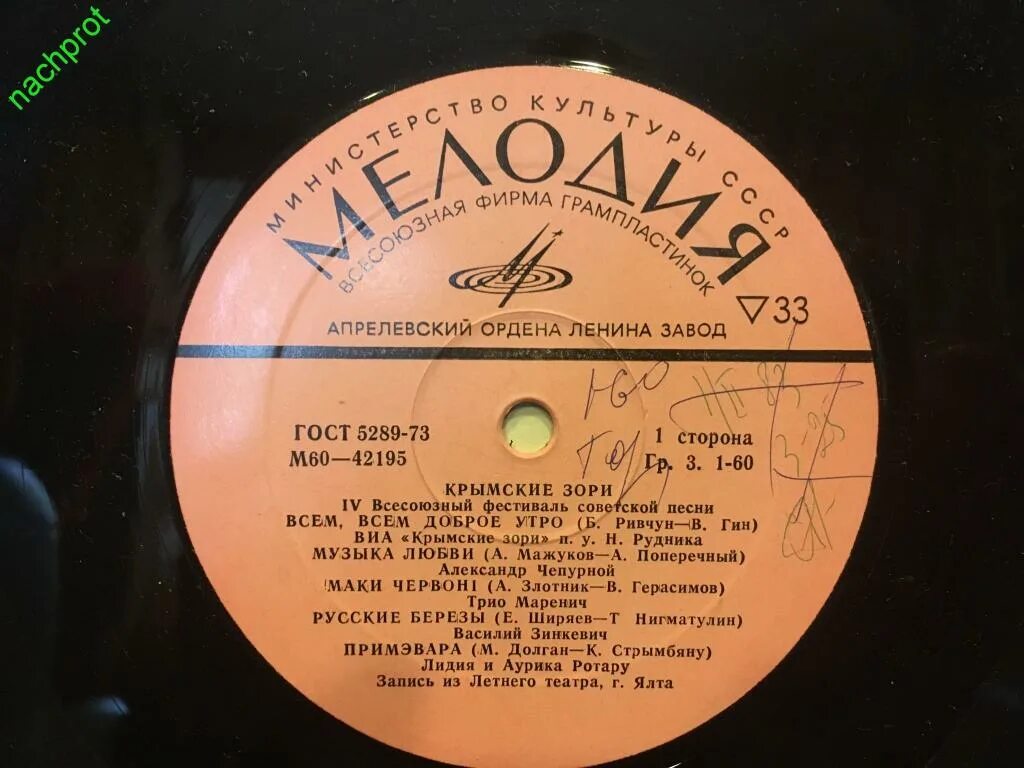 nachprot
МИНИСТЕРСТВО КУЛЬТУРЫ СССР
МЕЛОДИЯ
ВСЕСОЮЗНАЯ ФИРМА ГРАМПЛАСТИНОК
▽33
АПРЕЛЕВСКИЙ ОРДЕНА ЛЕНИНА ЗАВОД
ГОСТ 5289-73
М60—42195
1 сторона
Гр. 3. 1-60
КРЫМСКИЕ ЗОРИ
IV Всесоюзный фестиваль советской песни
ВСЕМ, ВСЕМ ДОБРОЕ УТРО (Б. Ривчун—В. Гин)
ВИА «Крымские зори» п. у. Н. Рудника
МУЗЫКА ЛЮБВИ (А. Мажуков—А. Поперечный)
Александр Чепурной
МАКИ ЧЕРВОНI (А. Злотник—В. Герасимов)
Трио Маренич
РУССКИЕ БЕРЕЗЫ (Е. Ширяев—Т Нигматулин)
Василий Зинкевич
ПРИМЭВАРА (М. Долган—К. Стрымбяну)
Лидия и Аурика Ротару
Запись из Летнего театра, г. Ялта